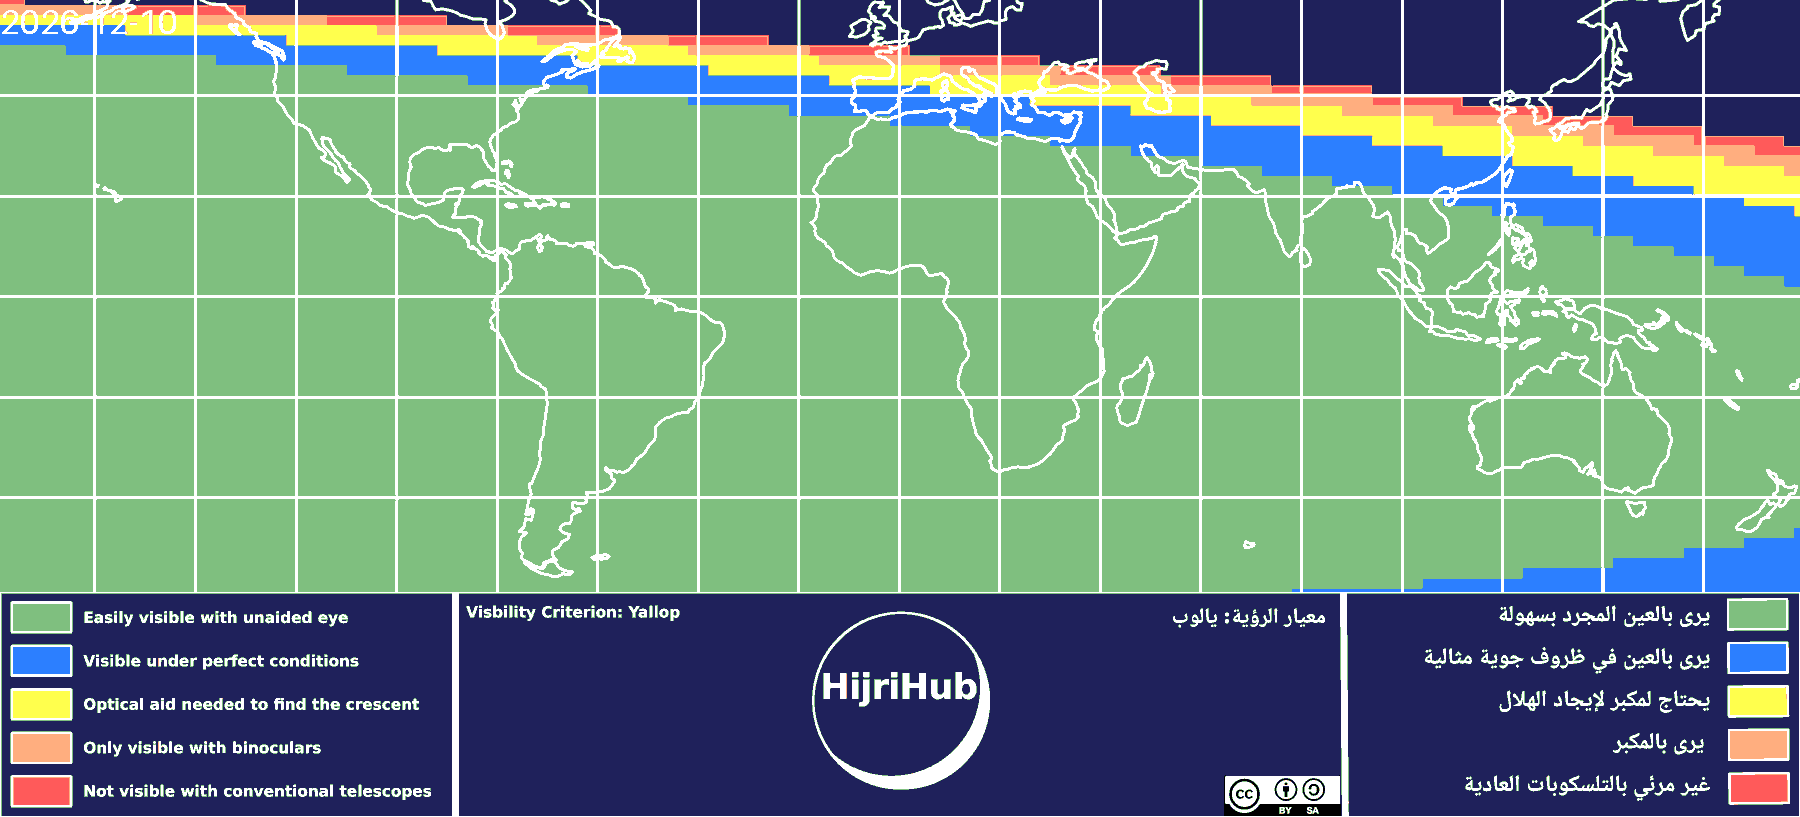 2026-12-10
Easily visible with unaided eye
Visible under perfect conditions
Optical aid needed to find the crescent
Only visible with binoculars
Not visible with conventional telescopes
Visbility Criterion: Yallop
معيار الرؤية: يالوب
HijriHub
cc
BY SA
يرى بالعين المجرد بسهولة
يرى بالعين في ظروف جوية مثالية
يحتاج لمكبر لإيجاد الهلال
يرى بالمكبر
غير مرئي بالتلسكوبات العادية